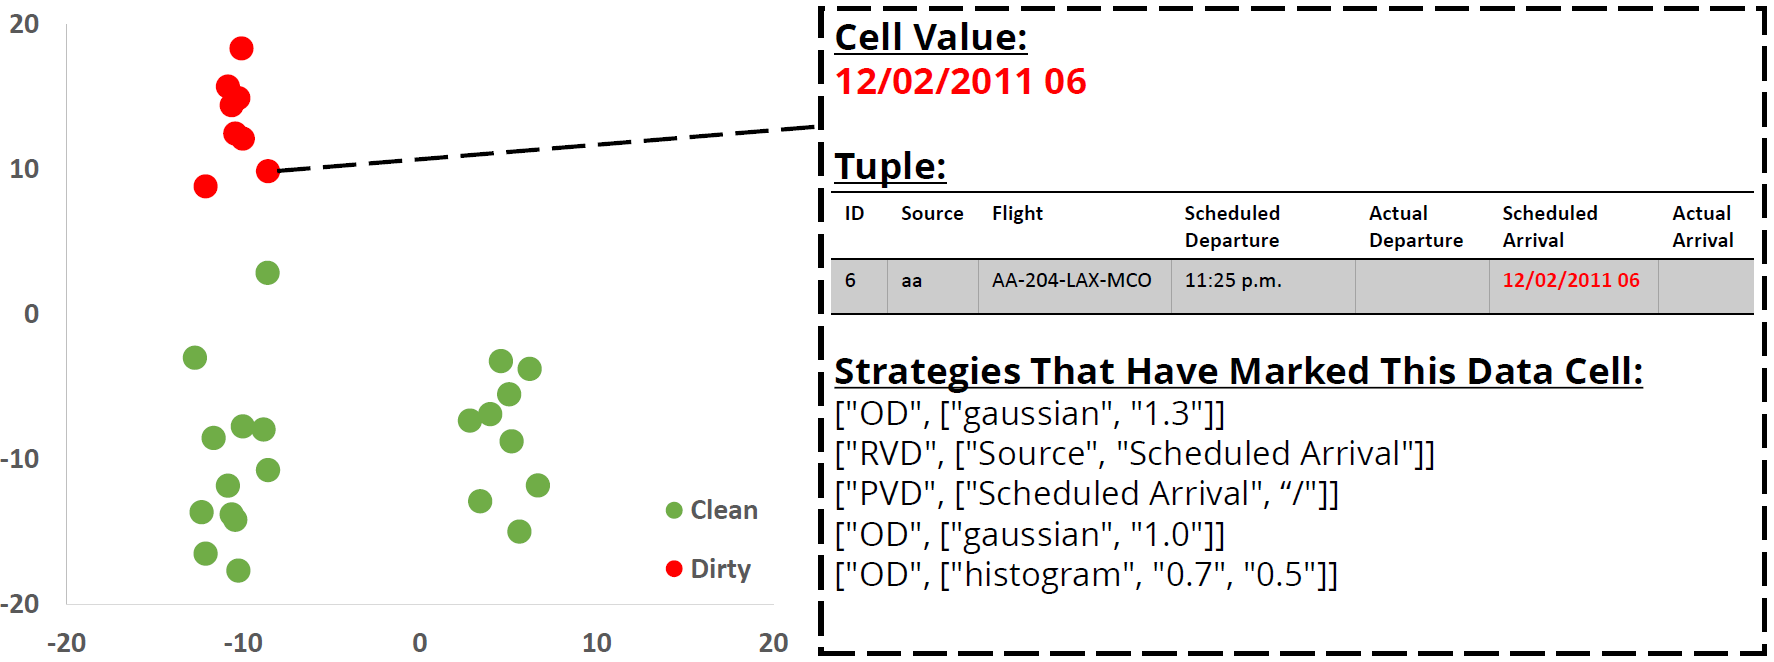 20
10
0
-10
-20
-20 -10 0 10 20
Clean
Dirty
Cell Value:
12/02/2011 06
Tuple:
ID Source Flight Scheduled Departure Actual Departure Scheduled Arrival Actual Arrival
6 aa AA-204-LAX-MCO 11:25 p.m. 12/02/2011 06
Strategies That Have Marked This Data Cell:
["OD", ["gaussian", "1.3"]]
["RVD", ["Source", "Scheduled Arrival"]]
["PVD", ["Scheduled Arrival", “/"]]
["OD", ["gaussian", "1.0"]]
["OD", ["histogram", "0.7", "0.5"]]